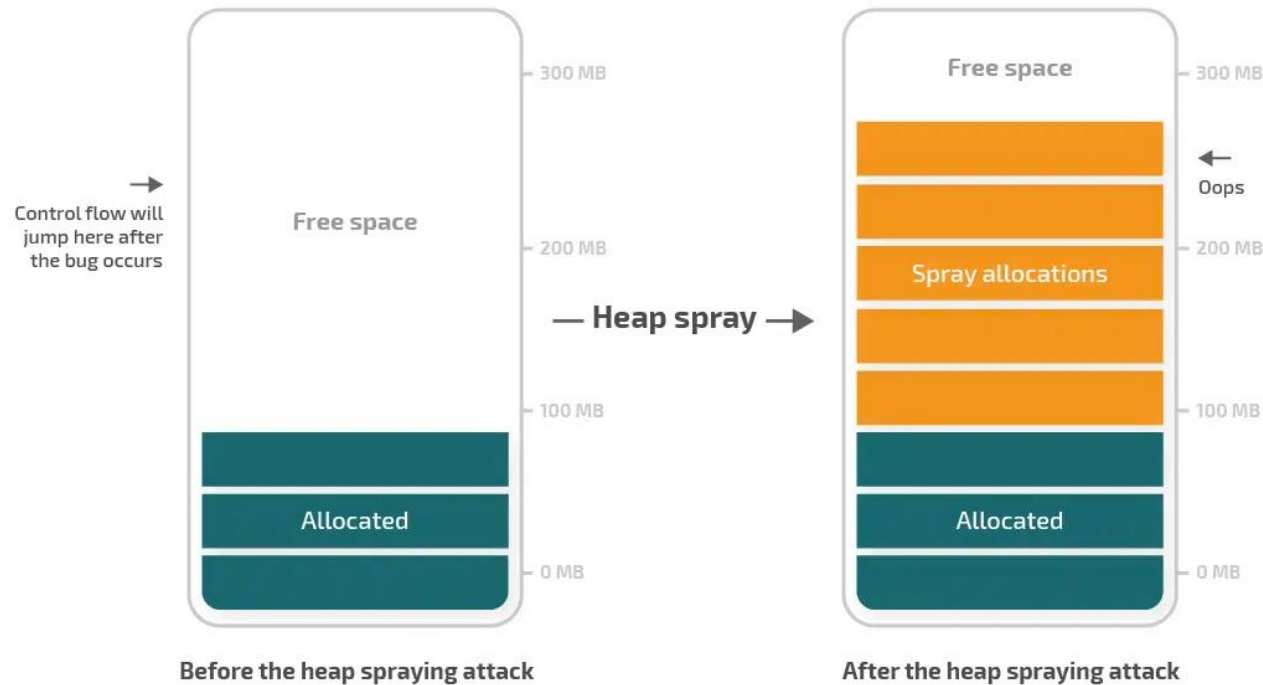 300 MB
Control flow will
jump here after
the bug occurs
Free space
200 MB
100 MB
Allocated
0 MB
Before the heap spraying attack
Heap spray
Free space
300 MB
Oops
200 MB
Spray allocations
100 MB
Allocated
0 MB
After the heap spraying attack